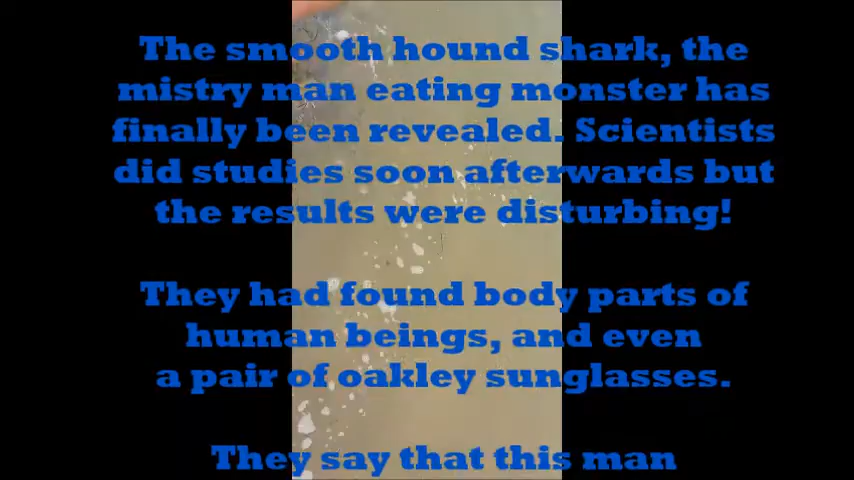 The smooth hound shark, the
mistry man eating monster has
finally been revealed. Scientists
did studies soon afterwards but
the results were disturbing!
They had found body parts of
human beings, and even
a pair of oakley sunglasses.
They say that this man